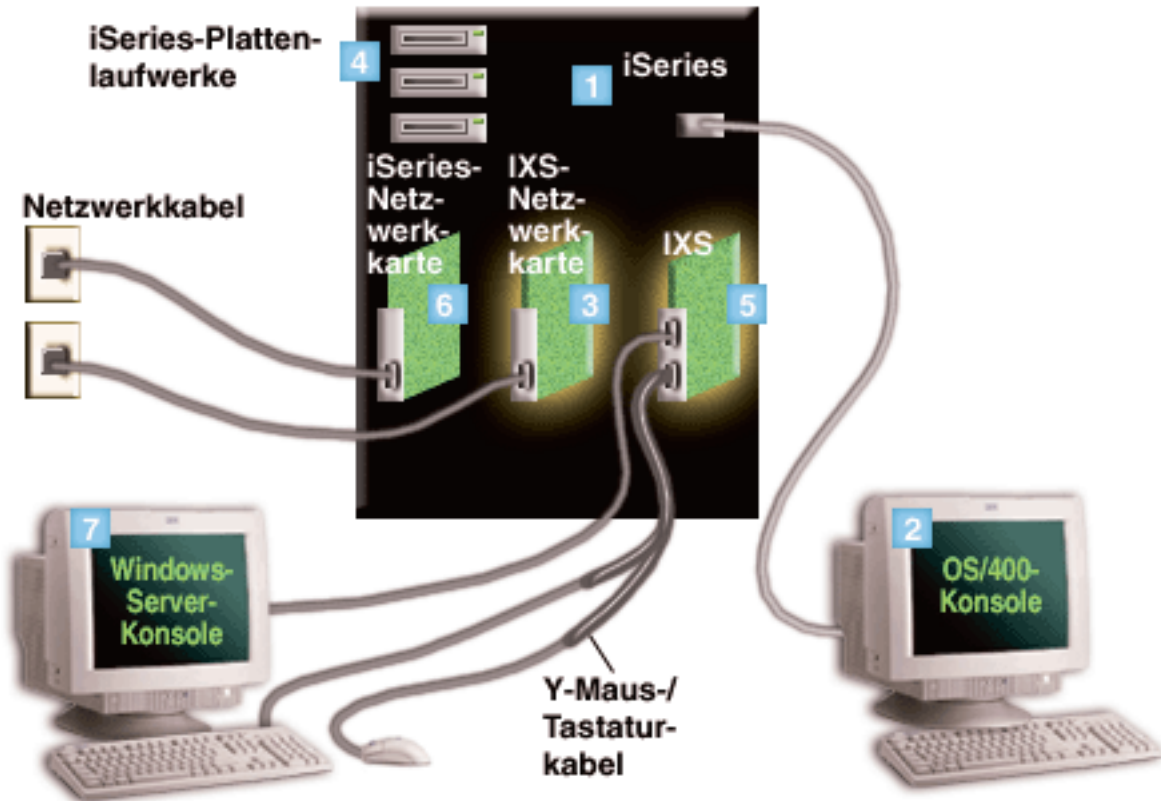 iSeries-Platten-
laufwerke
4
1
iSeries
iSeries-
Netz-
werk-
karte
6
IXS-
Netz-
werk-
karte
3
IXS
5
Netzwerkkabel
7
Windows-
Server-
Konsole
2
OS/400-
Konsole
Y-Maus-/
Tastatur-
kabel